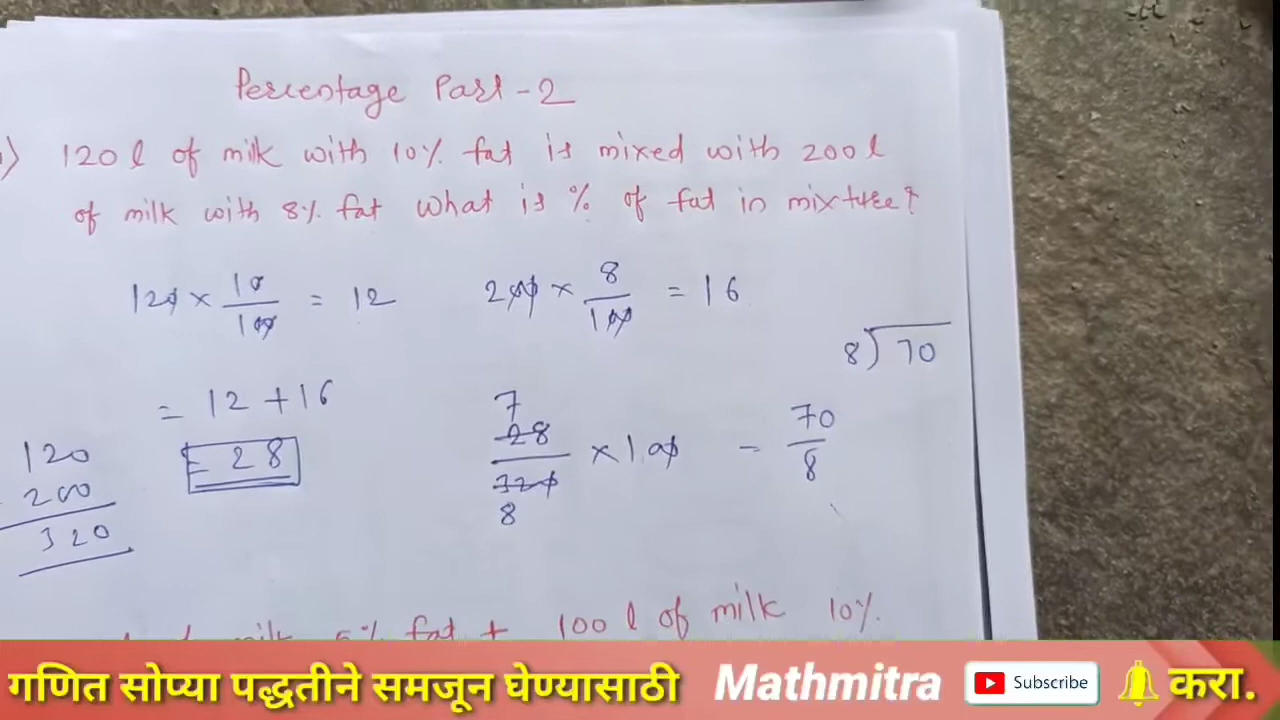 Percentage Part-2
1) 120 l of milk with 10% fat is mixed with 200 l
of milk with 8% fat what is % of fat in mixture?
120 × 10/100 = 12
200 × 8/100 = 16
8)70
= 12 + 16
= 28
7
28/320 × 100 = 70/8
8
120
200
320
milk fat + 100 l of milk 10%
गणित सोप्या पद्धतीने समजून घेण्यासाठी Mathmitra Subscribe करा.